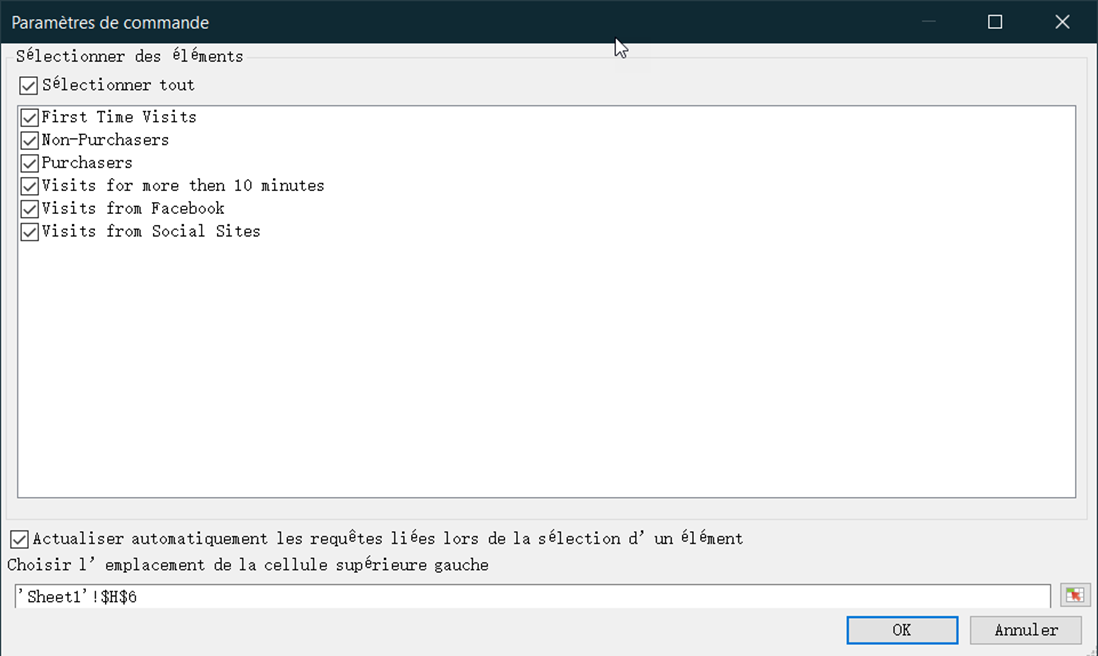 Paramètres de commande
Sélectionner des éléments
Sélectionner tout
First Time Visits
Non-Purchasers
Purchasers
Visits for more then 10 minutes
Visits from Facebook
Visits from Social Sites
Actualiser automatiquement les requêtes liées lors de la sélection d' un élément
Choisir l' emplacement de la cellule supérieure gauche
'Sheet1'!$H$6
OK Annuler